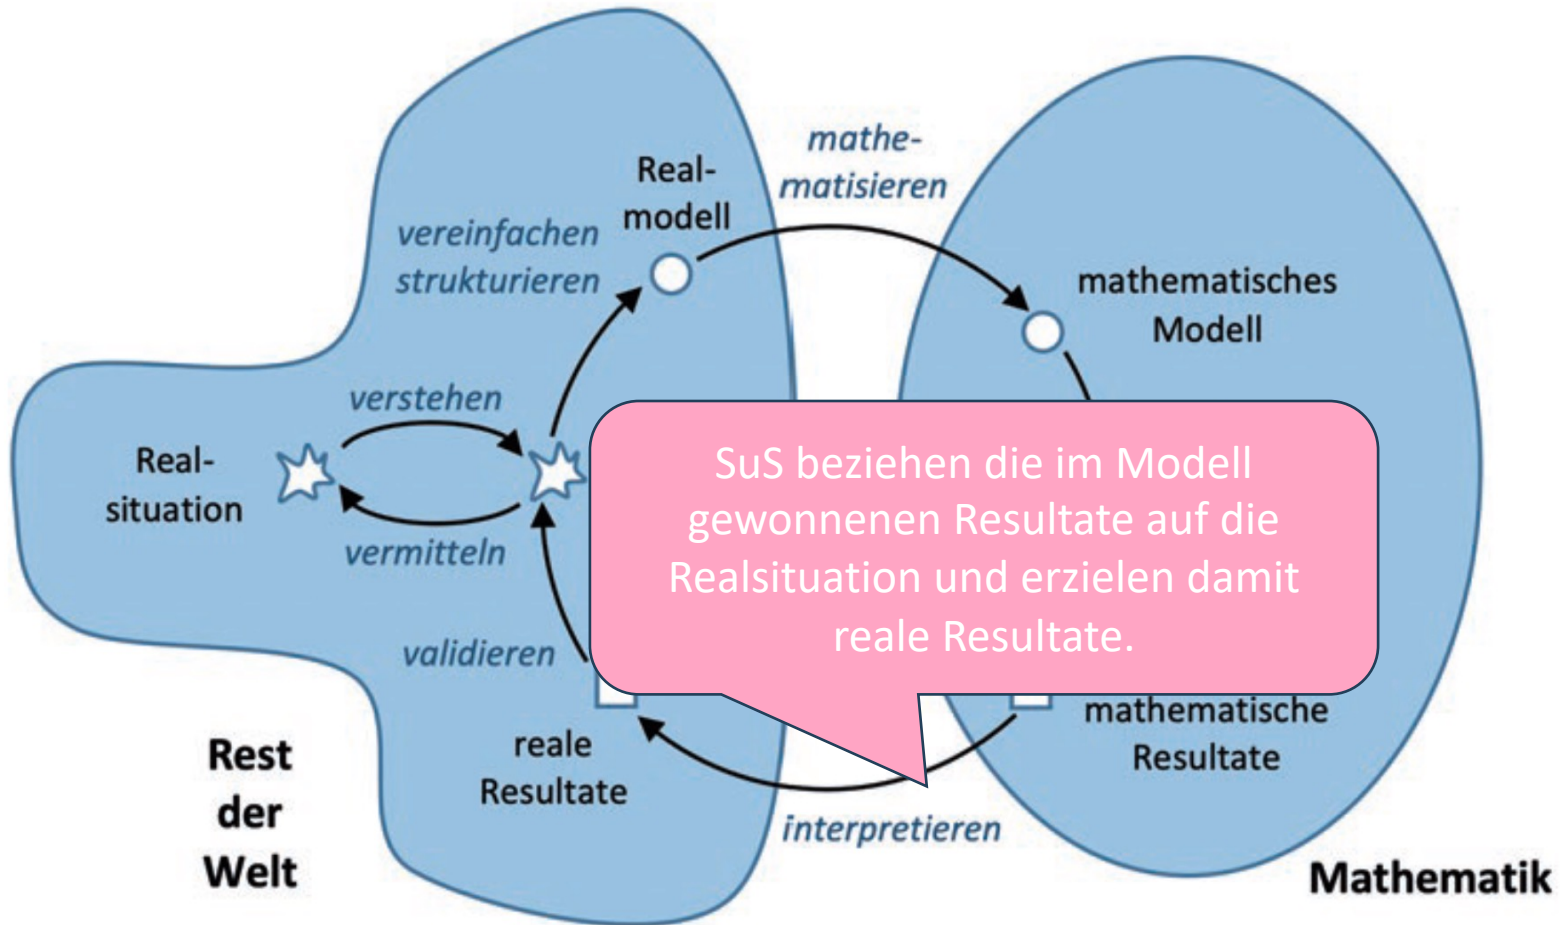 mathe-
matisieren
Real-
modell
vereinfachen
strukturieren
mathematisches
Modell
verstehen
Real-
situation
vermitteln
SuS beziehen die im Modell
gewonnenen Resultate auf die
Realsituation und erzielen damit
reale Resultate.
validieren
reale
Resultate
mathematische
Resultate
interpretieren
Rest
der
Welt
Mathematik